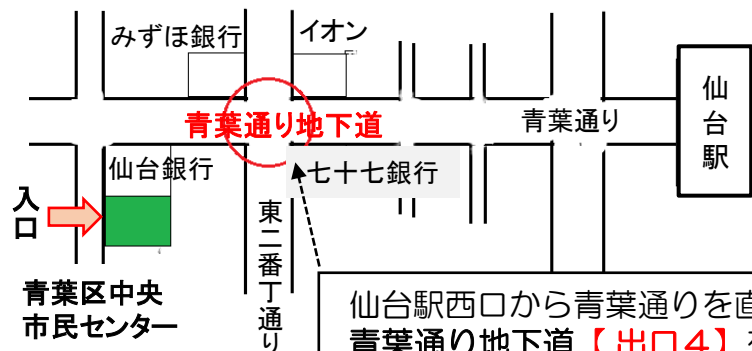 みずほ銀行
イオン
青葉通り地下道
青葉通り
仙台駅
仙台銀行
七十七銀行
入口
東二番丁通り
青葉区中央
市民センター
仙台駅西口から青葉通りを直
青葉通り地下道【出口4】